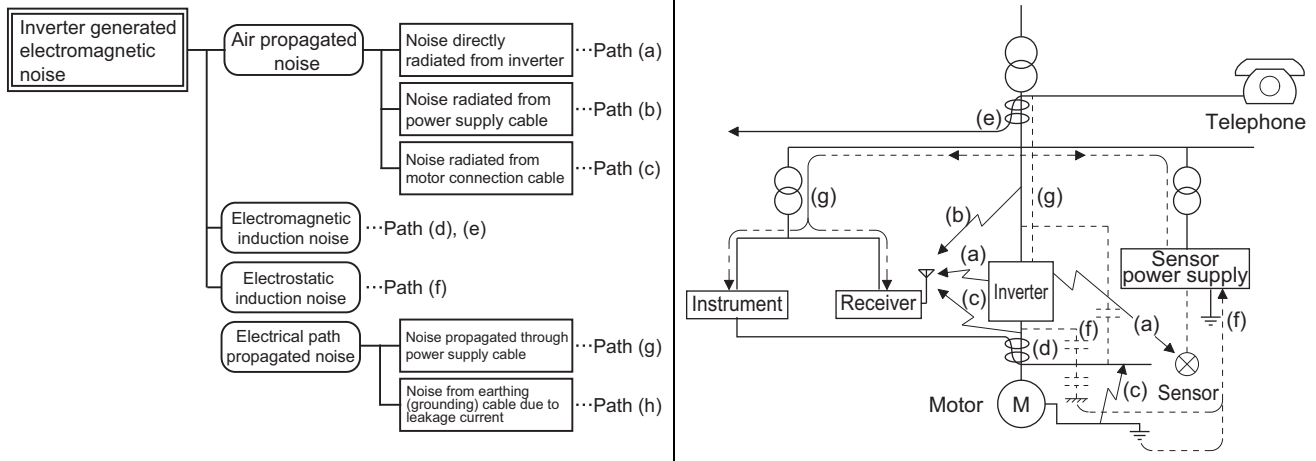 Inverter generated
electromagnetic
noise
Air propagated
noise
Noise directly
radiated from inverter
···Path (a)
Noise radiated from
power supply cable
···Path (b)
Noise radiated from
motor connection cable
···Path (c)
Electromagnetic
induction noise
···Path (d), (e)
Electrostatic
induction noise
···Path (f)
Electrical path
propagated noise
Noise propagated through
power supply cable
···Path (g)
Noise from earthing
(grounding) cable due to
leakage current
···Path (h)
Telephone
(e)
(g)
(g)
(b)
(a)
(c)
Instrument
Receiver
Inverter
Sensor
power supply
(f)
(a)
(f)
(d)
Sensor
(c)
Motor
M